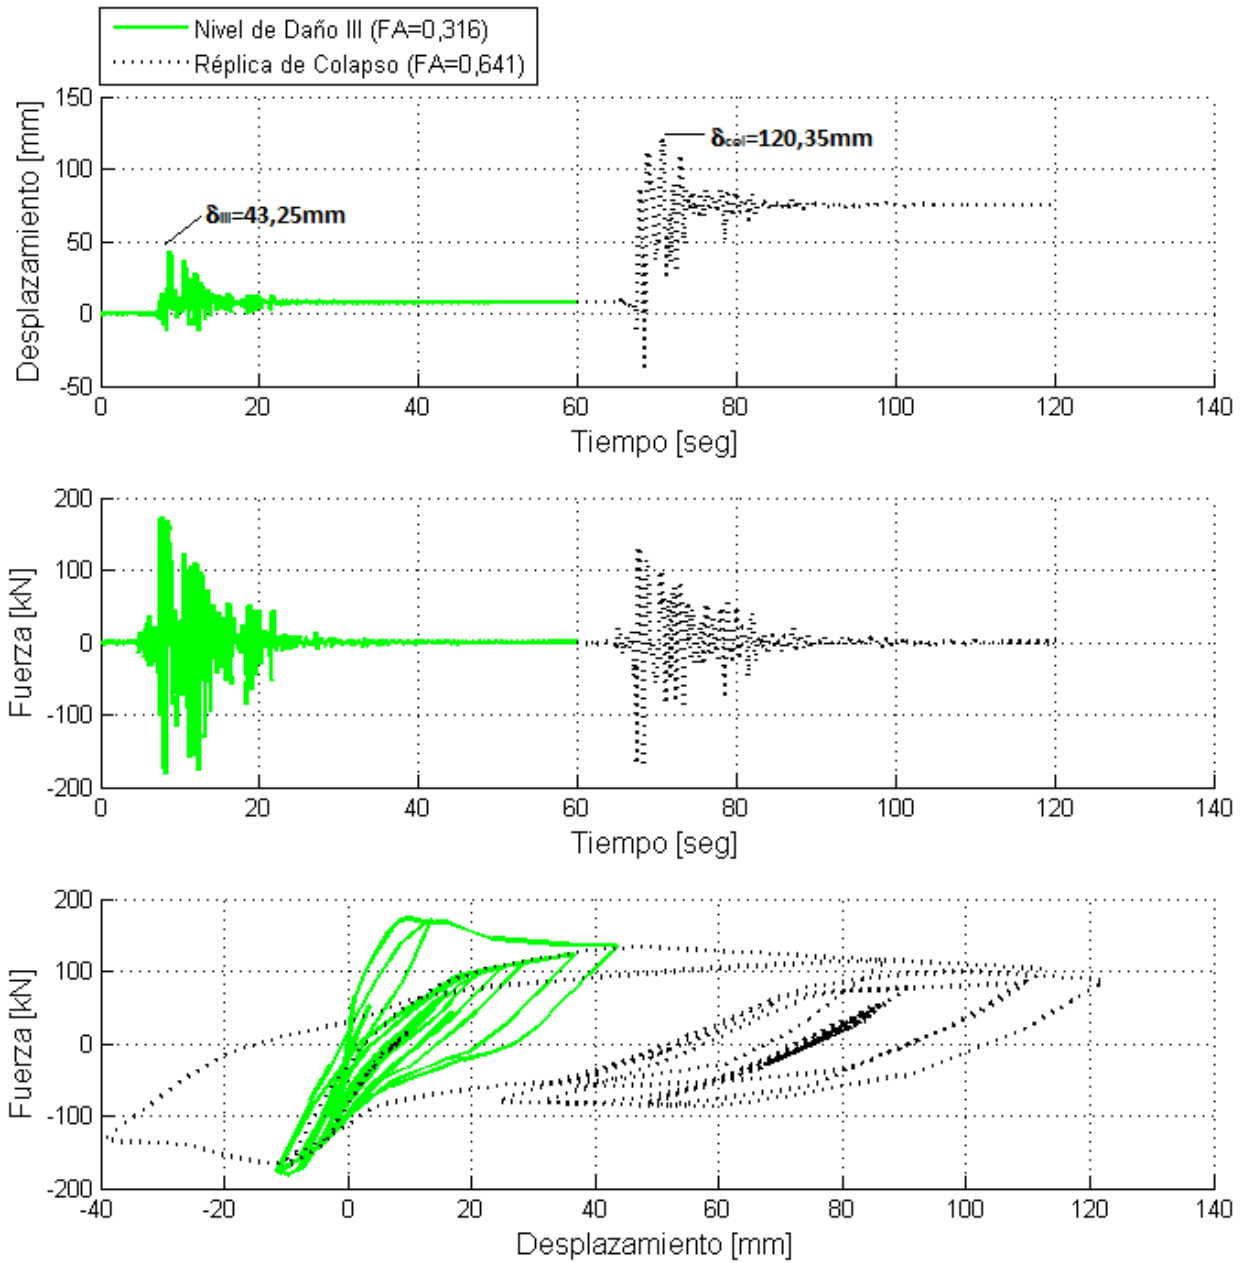 Nivel de Daño III (FA=0,316)
Réplica de Colapso (FA=0,641)
150
100
50
0
-50
Desplazamiento [mm]
δcol=120,35mm
δIII=43,25mm
0 20 40 60 80 100 120 140
Tiempo [seg]
200
100
0
-100
-200
Fuerza [kN]
0 20 40 60 80 100 120 140
Tiempo [seg]
200
100
0
-100
-200
Fuerza [kN]
-40 -20 0 20 40 60 80 100 120 140
Desplazamiento [mm]